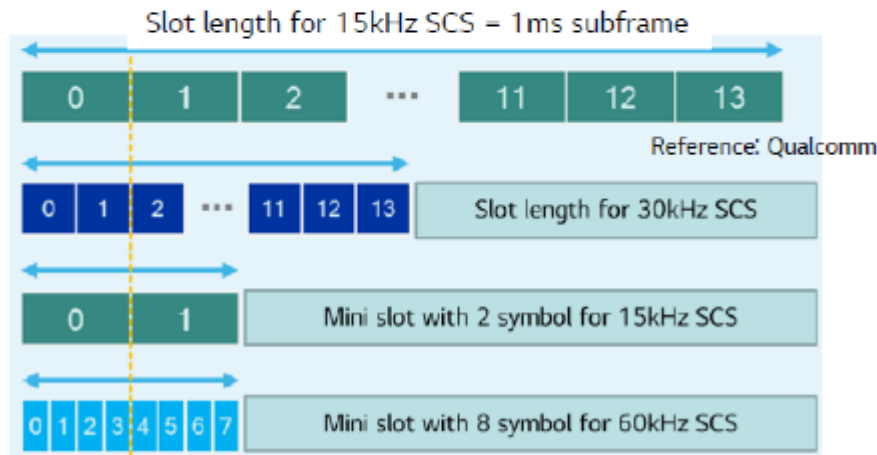 Slot length for 15kHz SCS = 1ms subframe
0 1 2 ... 11 12 13
Reference: Qualcomm
0 1 2 ... 11 12 13 Slot length for 30kHz SCS
0 1 Mini slot with 2 symbol for 15kHz SCS
0 1 2 3 4 5 6 7 Mini slot with 8 symbol for 60kHz SCS